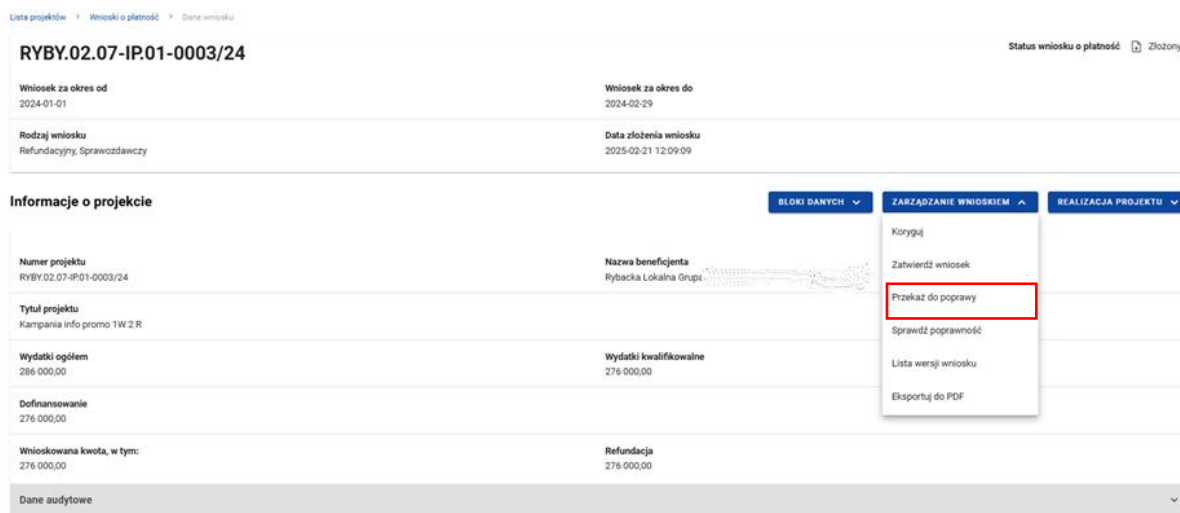 Lista projektów > Wnioski o płatność > Dane wniosku
RYBY.02.07-IP.01-0003/24
Status wniosku o płatność Złożony
Wniosek za okres od
2024-01-01
Wniosek za okres do
2024-02-29
Rodzaj wniosku
Refundacyjny, Sprawozdawczy
Data złożenia wniosku
2025-02-21 12:09:09
Informacje o projekcie
BLOKI DANYCH
ZARZĄDZANIE WNIOSKIEM
REALIZACJA PROJEKTU
Koryguj
Zatwierdź wniosek
Przekaż do poprawy
Sprawdź poprawność
Lista wersji wniosku
Eksportuj do PDF
Numer projektu
RYBY.02.07-IP.01-0003/24
Nazwa beneficjenta
Rybacka Lokalna Grupa
Tytuł projektu
Kampania info promo 1W 2 R
Wydatki ogółem
286 000,00
Wydatki kwalifikowalne
276 000,00
Dofinansowanie
276 000,00
Wnioskowana kwota, w tym:
276 000,00
Refundacja
276 000,00
Dane audytowe